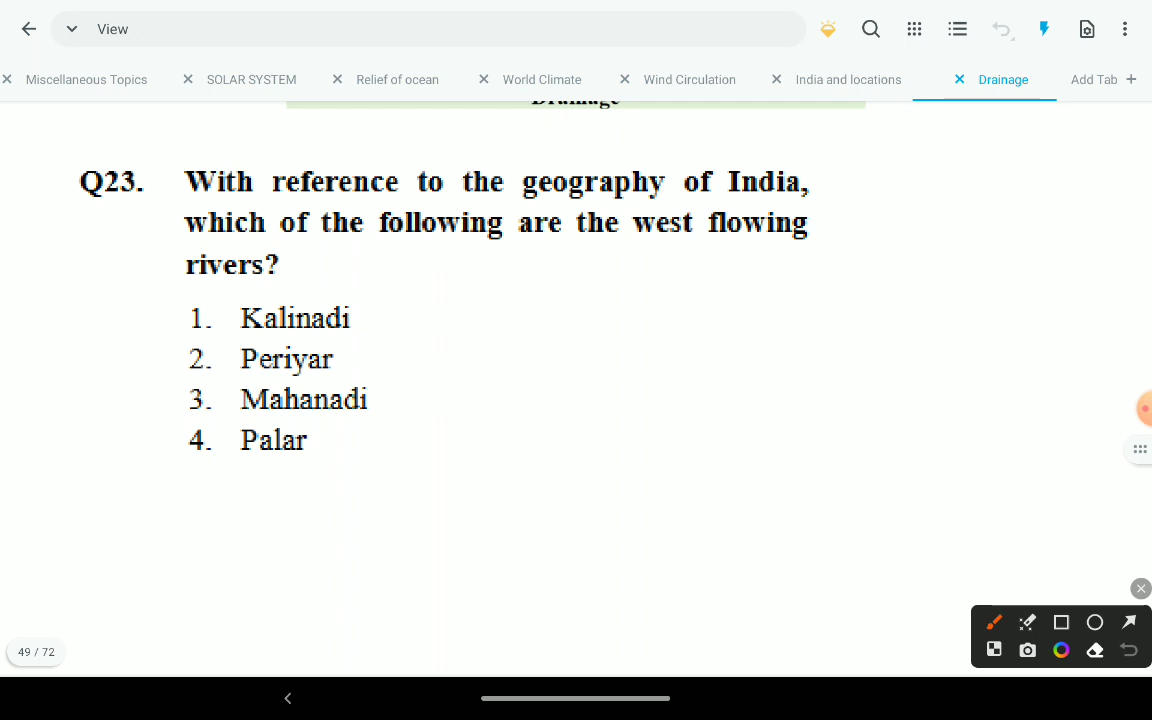 View
Miscellaneous Topics
SOLAR SYSTEM
Relief of ocean
World Climate
Wind Circulation
India and locations
Drainage
Add Tab +
Drainage
Q23. With reference to the geography of India,
which of the following are the west flowing
rivers?
1. Kalinadi
2. Periyar
3. Mahanadi
4. Palar
49 / 72